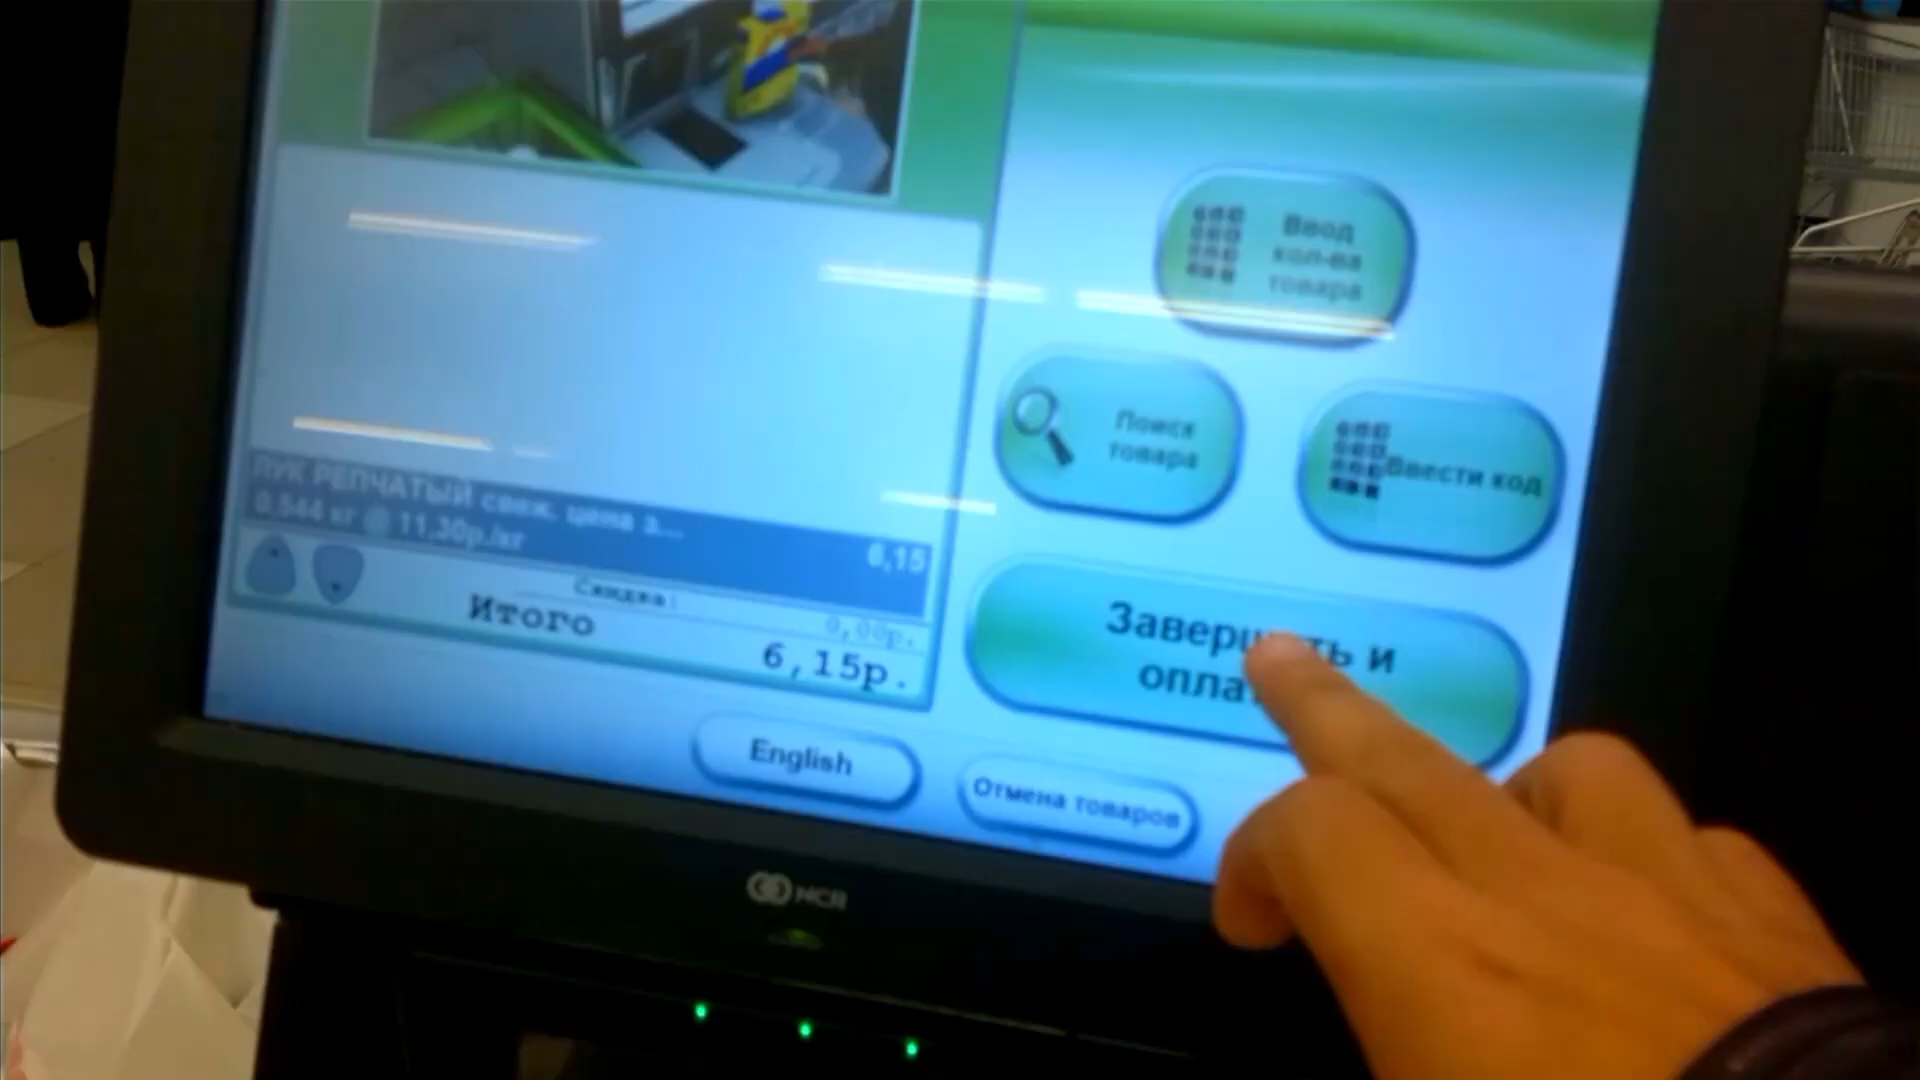 Ввод
кол-ва
товара
Поиск
товара
Ввести код
ЛУК РЕПЧАТЫЙ свеж. цена з...
0.544 кг @ 11.30р./кг
6,15
Скидка:
0,00р.
Итого
6,15р.
Завершить и
English
Отмена товаров
NCR